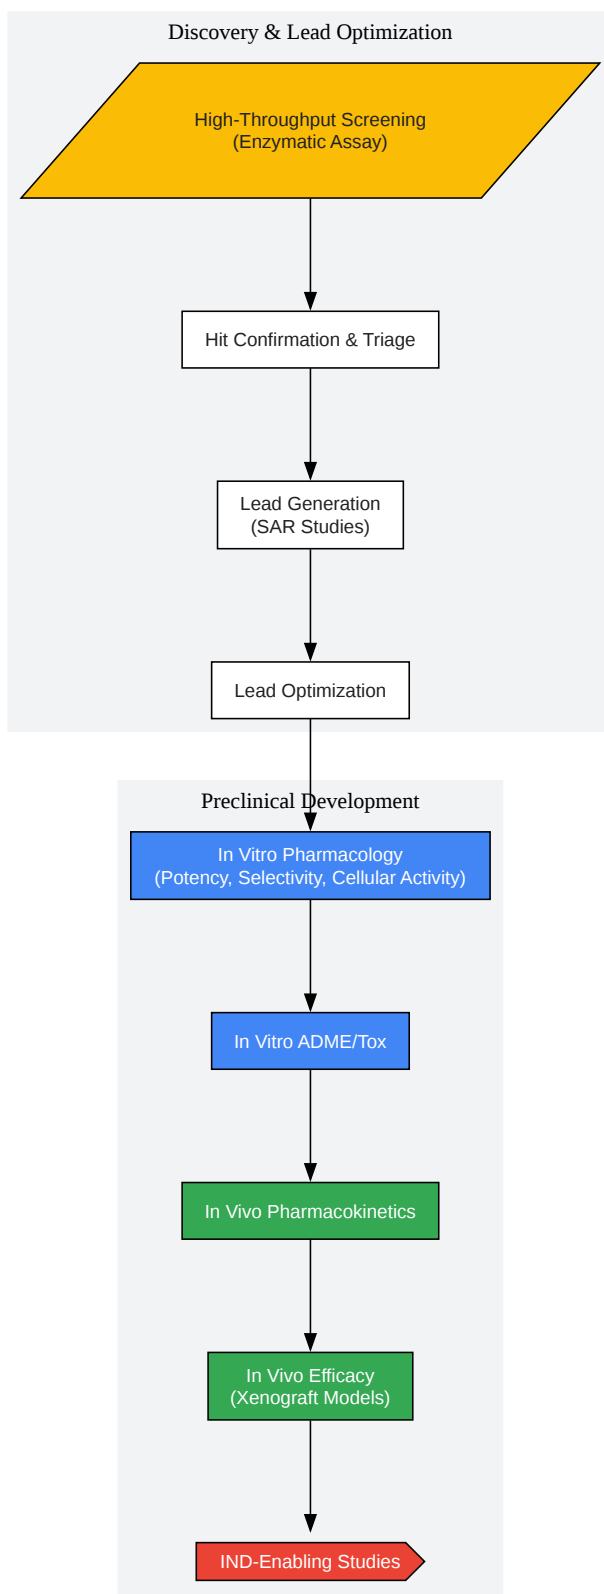 Discovery & Lead Optimization
High-Throughput Screening
(Enzymatic Assay)
Hit Confirmation & Triage
Lead Generation
(SAR Studies)
Lead Optimization
Preclinical Development
In Vitro Pharmacology
(Potency, Selectivity, Cellular Activity)
In Vitro ADME/Tox
In Vivo Pharmacokinetics
In Vivo Efficacy
(Xenograft Models)
IND-Enabling Studies